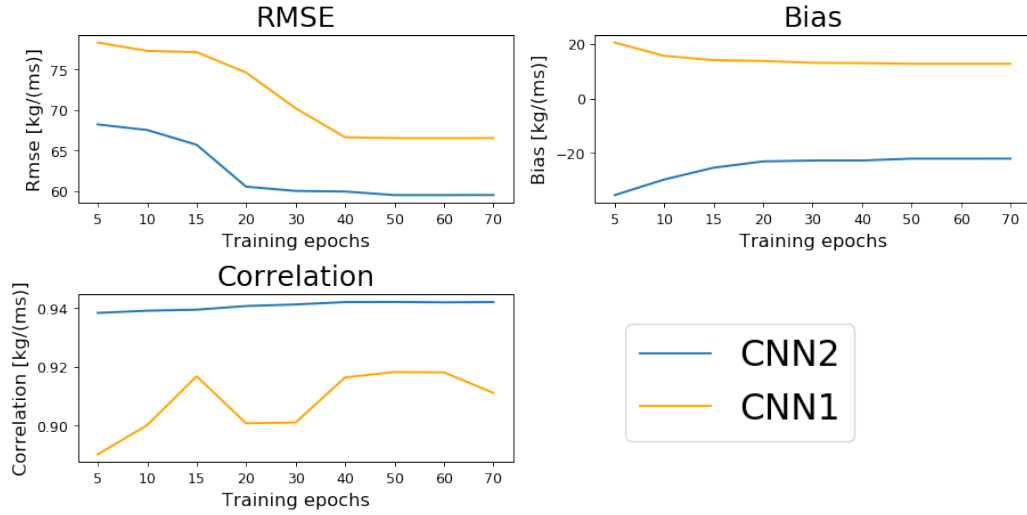 RMSE
Rmse [kg/(ms)]
75
70
65
60
5 10 15 20 30 40 50 60 70
Training epochs
Bias
Bias [kg/(ms)]
20
0
−20
5 10 15 20 30 40 50 60 70
Training epochs
Correlation
Correlation [kg/(ms)]
0.94
0.92
0.90
5 10 15 20 30 40 50 60 70
Training epochs
CNN2
CNN1